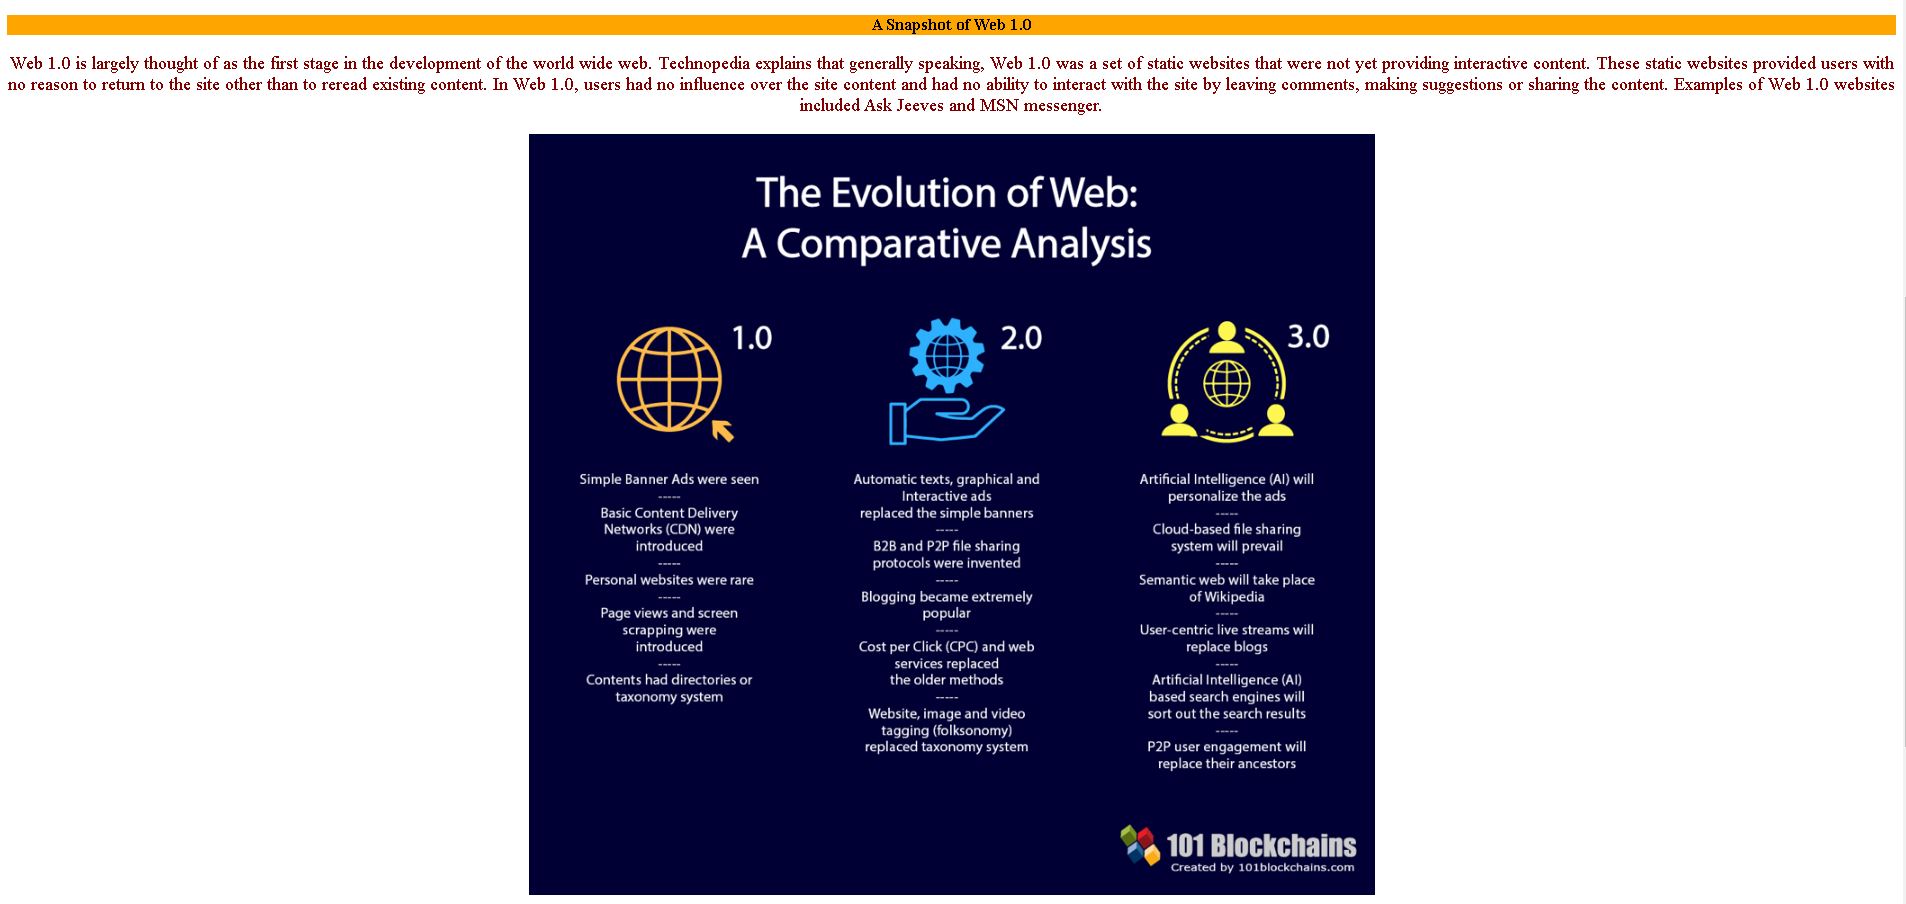 A Snapshot of Web 1.0
Web 1.0 is largely thought of as the first stage in the development of the world wide web. Technopedia explains that generally speaking, Web 1.0 was a set of static websites that were not yet providing interactive content. These static websites provided users with
no reason to return to the site other than to reread existing content. In Web 1.0, users had no influence over the site content and had no ability to interact with the site by leaving comments, making suggestions or sharing the content. Examples of Web 1.0 websites
included Ask Jeeves and MSN messenger.
The Evolution of Web:
A Comparative Analysis
1.0
Simple Banner Ads were seen
-----
Basic Content Delivery
Networks (CDN) were
introduced
-----
Personal websites were rare
-----
Page views and screen
scrapping were
introduced
-----
Contents had directories or
taxonomy system
2.0
Automatic texts, graphical and
Interactive ads
replaced the simple banners
-----
B2B and P2P file sharing
protocols were invented
-----
Blogging became extremely
popular
-----
Cost per Click (CPC) and web
services replaced
the older methods
-----
Website, image and video
tagging (folksonomy)
replaced taxonomy system
3.0
Artificial Intelligence (AI) will
personalize the ads
-----
Cloud-based file sharing
system will prevail
-----
Semantic web will take place
of Wikipedia
-----
User-centric live streams will
replace blogs
-----
Artificial Intelligence (AI)
based search engines will
sort out the search results
-----
P2P user engagement will
replace their ancestors
101 Blockchains
Created by 101blockchains.com